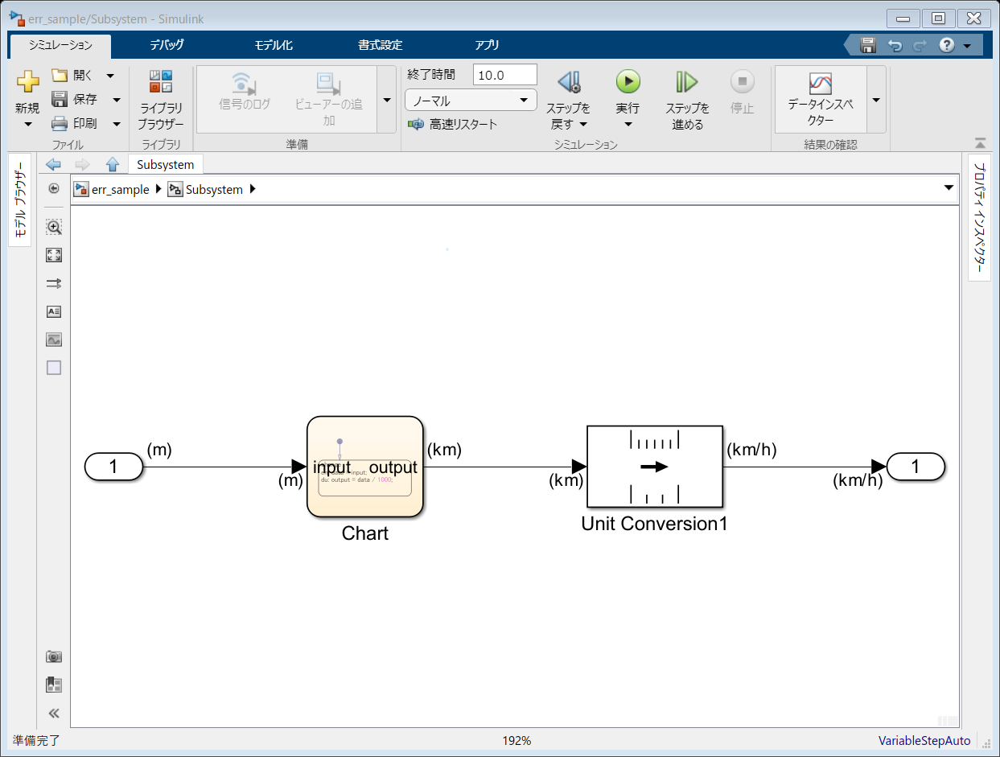 err_sample/Subsystem - Simulink
シミュレーション デバッグ モデル化 書式設定 アプリ
新規
開く
保存
印刷
ファイル
ライブラリ
ブラウザー
ライブラリ
信号のログ
ビューアーの追
加
準備
終了時間 10.0
ノーマル
高速リスタート
ステップを
戻す
実行
ステップを
進める
停止
シミュレーション
データインスペ
クター
結果の確認
モデル ブラウザー
Subsystem
err_sample Subsystem
プロパティ インスペクター
1
(m)
(m)
input output
input;
du: output = data / 1000;
Chart
(km)
(km)
Unit Conversion1
(km/h)
(km/h)
1
準備完了 192% VariableStepAuto